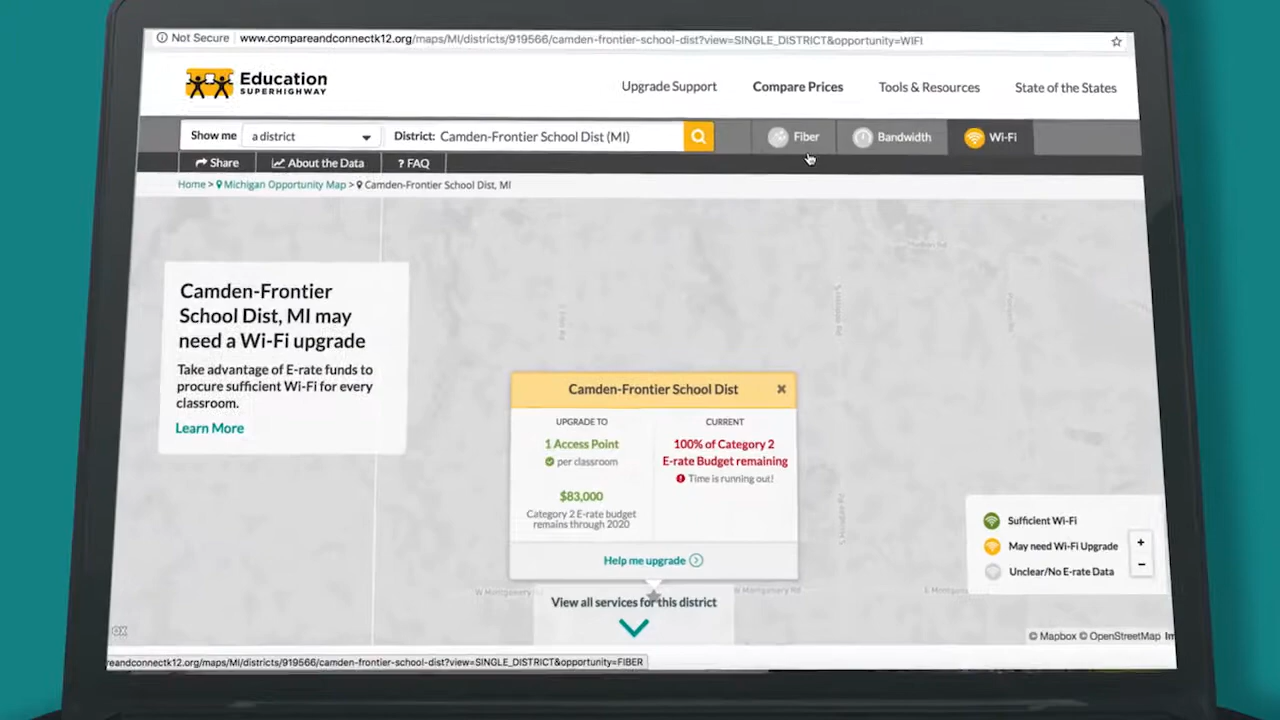 Not Secure | www.compareandconnectk12.org/maps/MI/districts/919566/camden-frontier-school-dist?view=SINGLE_DISTRICT&opportunity=WIFI
Education
SUPERHIGHWAY
Upgrade Support
Compare Prices
Tools & Resources
State of the States
Show me
a district
District: Camden-Frontier School Dist (MI)
Fiber
Bandwidth
Wi-Fi
Share
About the Data
? FAQ
Home > Michigan Opportunity Map > Camden-Frontier School Dist, MI
Camden-Frontier
School Dist, MI may
need a Wi-Fi upgrade
Take advantage of E-rate funds to
procure sufficient Wi-Fi for every
classroom.
Learn More
Camden-Frontier School Dist
UPGRADE TO
1 Access Point
per classroom
$83,000
Category 2 E-rate budget
remains through 2020
CURRENT
100% of Category 2
E-rate Budget remaining
Time is running out!
Help me upgrade
W Montgomery
W Montgomery Rd
E Montgomery
View all services for this district
Sufficient Wi-Fi
May need Wi-Fi Upgrade
Unclear/No E-rate Data
+
-
© Mapbox © OpenStreetMap Im
eandconnectk12.org/maps/MI/districts/919566/camden-frontier-school-dist?view=SINGLE_DISTRICT&opportunity=FIBER